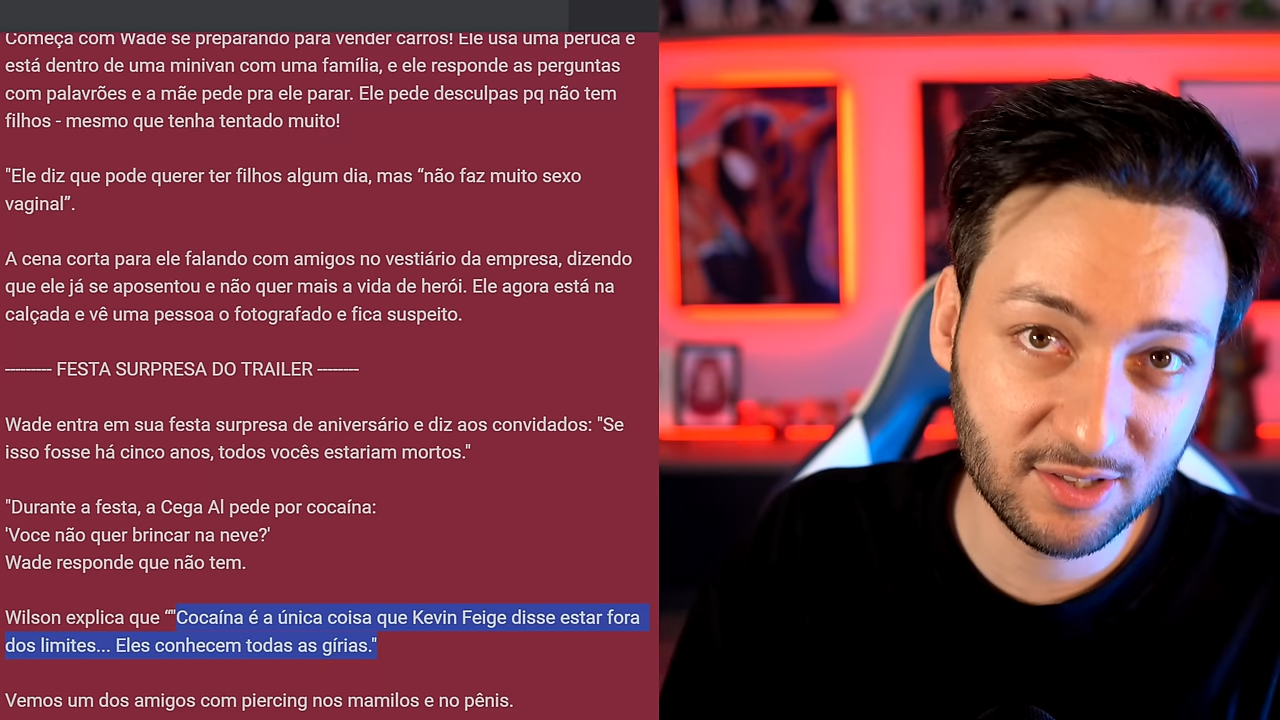 Começa com Wade se preparando para vender carros! Ele usa uma peruca e
está dentro de uma minivan com uma família, e ele responde as perguntas
com palavrões e a mãe pede pra ele parar. Ele pede desculpas pq não tem
filhos - mesmo que tenha tentado muito!
"Ele diz que pode querer ter filhos algum dia, mas “não faz muito sexo
vaginal”.
A cena corta para ele falando com amigos no vestiário da empresa, dizendo
que ele já se aposentou e não quer mais a vida de herói. Ele agora está na
calçada e vê uma pessoa o fotografado e fica suspeito.
--------- FESTA SURPRESA DO TRAILER --------
Wade entra em sua festa surpresa de aniversário e diz aos convidados: "Se
isso fosse há cinco anos, todos vocês estariam mortos."
"Durante a festa, a Cega Al pede por cocaína:
'Voce não quer brincar na neve?'
Wade responde que não tem.
Wilson explica que “"Cocaína é a única coisa que Kevin Feige disse estar fora
dos limites... Eles conhecem todas as gírias."
Vemos um dos amigos com piercing nos mamilos e no pênis.